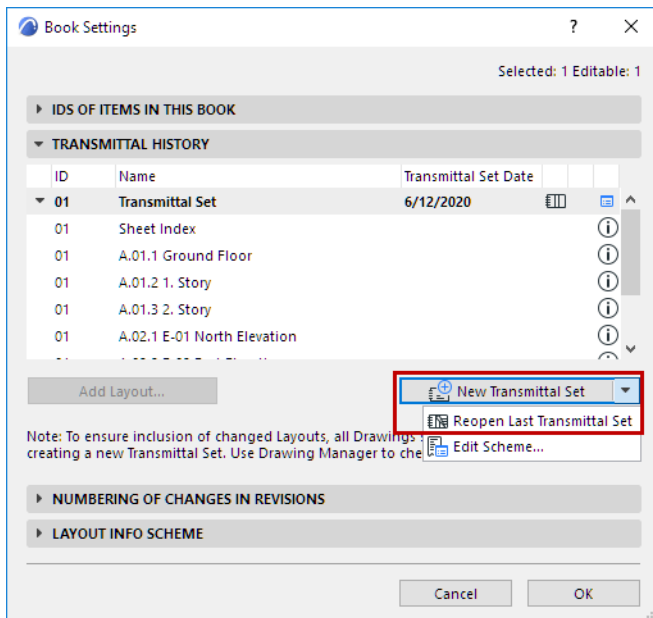 Book Settings
?
Selected: 1 Editable: 1
IDS OF ITEMS IN THIS BOOK
TRANSMITTAL HISTORY
ID Name Transmittal Set Date
01 Transmittal Set 6/12/2020
01 Sheet Index
01 A.01.1 Ground Floor
01 A.01.2 1. Story
01 A.01.3 2. Story
01 A.02.1 E-01 North Elevation
Add Layout... New Transmittal Set
Reopen Last Transmittal Set
Edit Scheme...
Note: To ensure inclusion of changed Layouts, all Drawings
creating a new Transmittal Set. Use Drawing Manager to
NUMBERING OF CHANGES IN REVISIONS
LAYOUT INFO SCHEME
Cancel OK